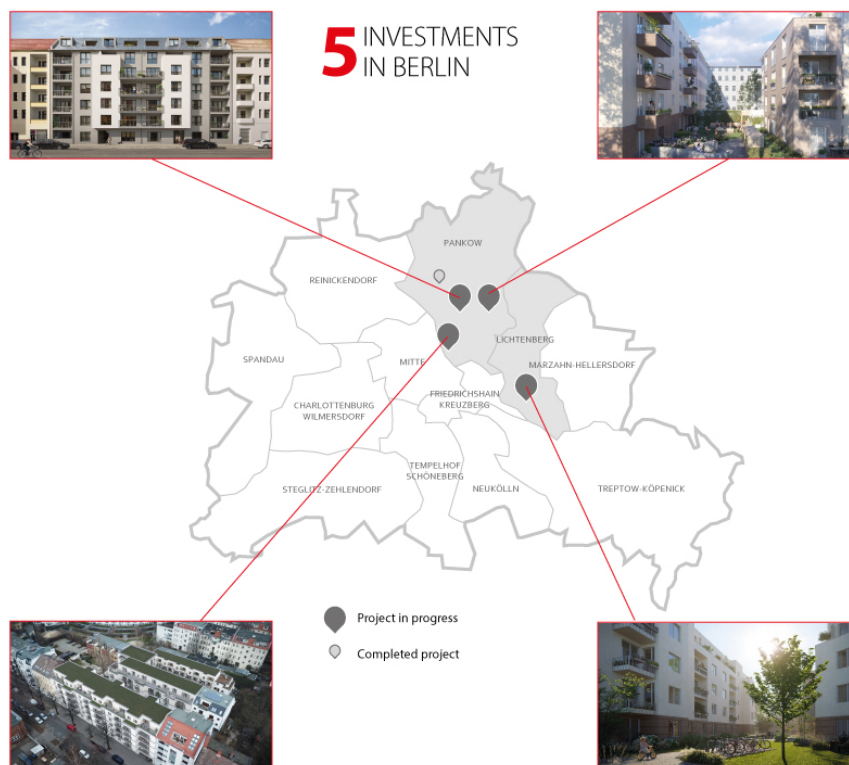 5 INVESTMENTS
IN BERLIN
PANKOW
REINICKENDORF
LICHTENBERG
SPANDAU
MITTE
MARZAHN-HELLERSDORF
FRIEDRICHSHAIN
KREUZBERG
CHARLOTTENBURG
WILMERSDORF
TEMPELHOF
SCHÖNEBERG
STEGLITZ-ZEHLENDORF
NEUKÖLLN
TREPTOW-KÖPENICK
Project in progress
Completed project